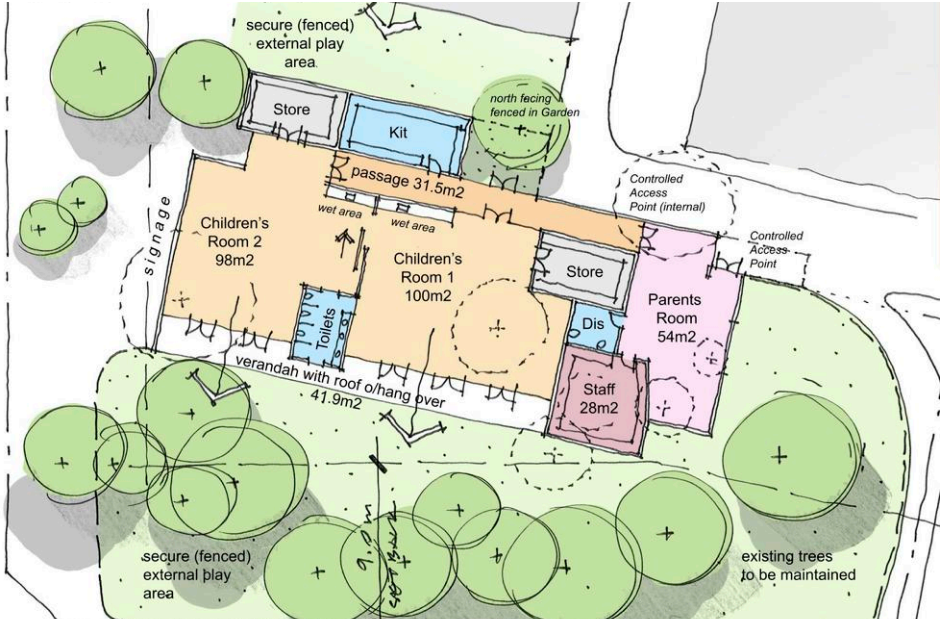 secure (fenced)
external play
area
Store
Kit
north facing
fenced in Garden
passage 31.5m2
Controlled
Access
Point (internal)
Controlled
Access
Point
signage
wet area
wet area
Children's
Room 2
98m2
Children's
Room 1
100m2
Store
Parents
Room
54m2
Toilets
Dis
Staff
28m2
verandah with roof o/hang over
41.9m2
9.0m
secure (fenced)
external play
area
existing trees
to be maintained